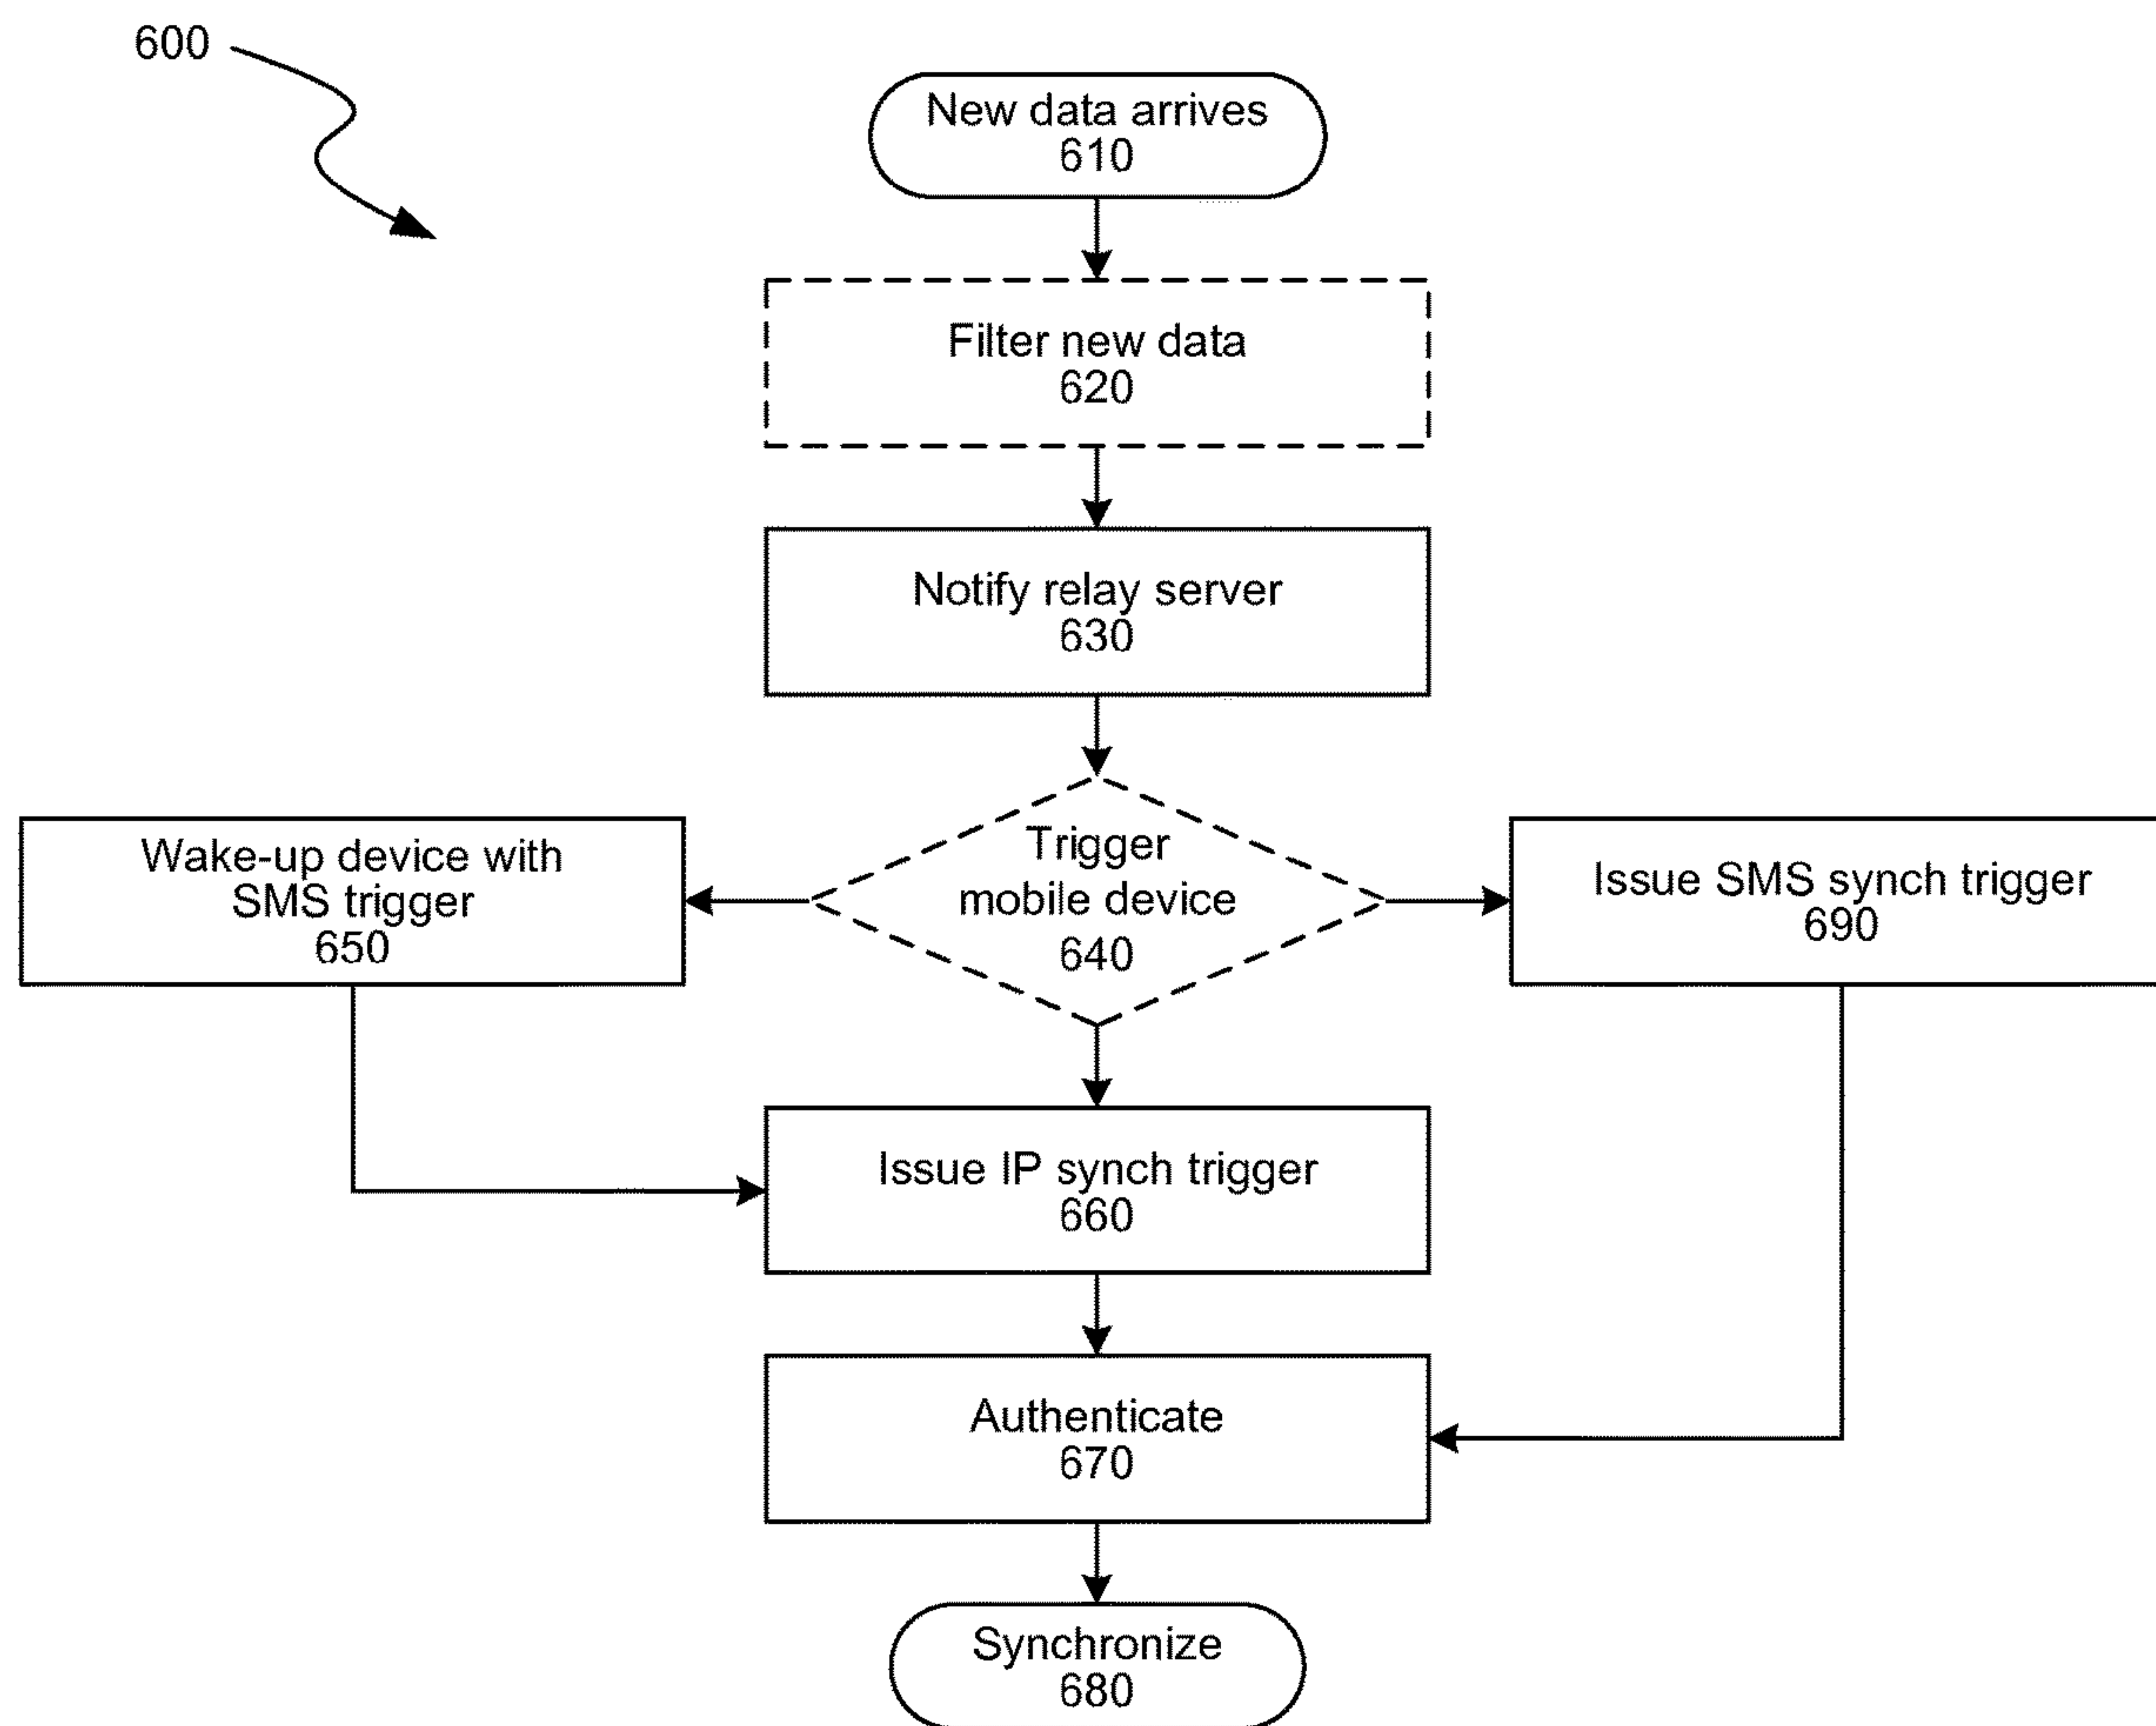 600
New data arrives
610
Filter new data
620
Notify relay server
630
Wake-up device with
SMS trigger
650
Trigger
mobile device
640
Issue SMS synch trigger
690
Issue IP synch trigger
660
Authenticate
670
Synchronize
680